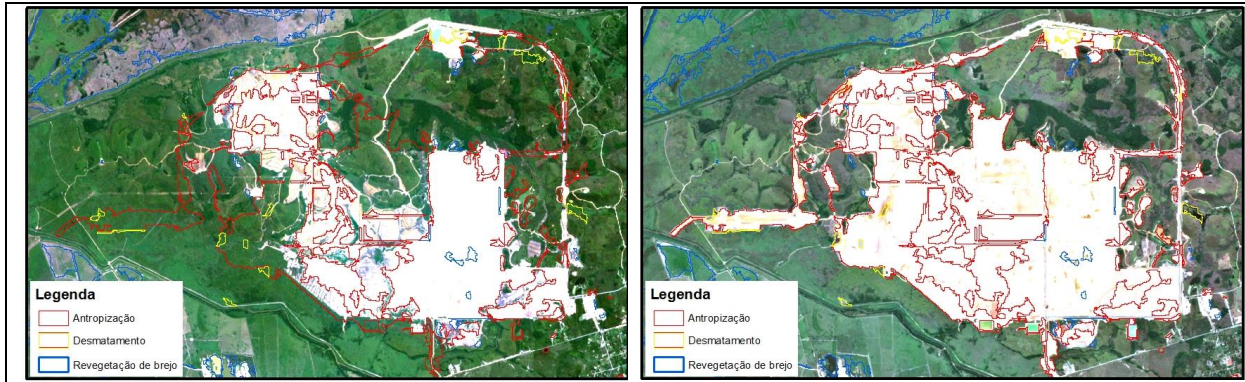 Legenda
Antropização
Desmatamento
Revegetação de brejo
Legenda
Antropização
Desmatamento
Revegetação de brejo